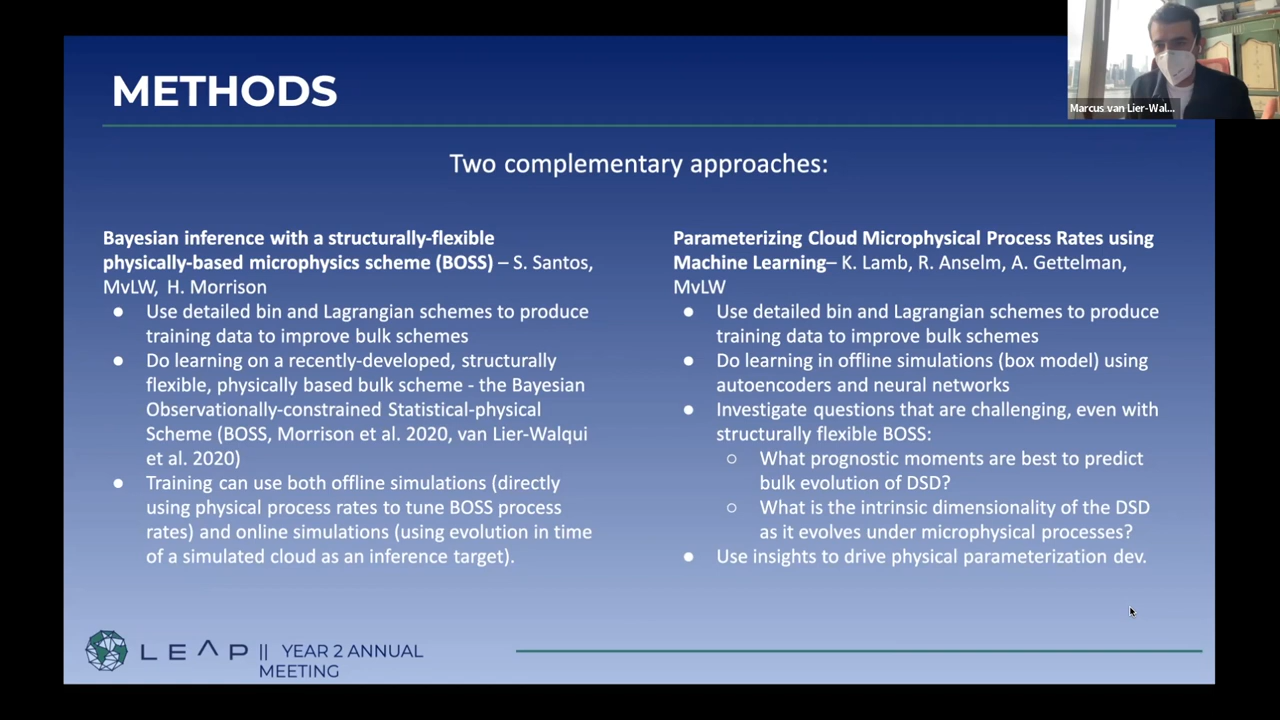 METHODS
Marcus van Lier-Wal...
Two complementary approaches:
Bayesian inference with a structurally-flexible
physically-based microphysics scheme (BOSS) – S. Santos,
MvLW, H. Morrison
● Use detailed bin and Lagrangian schemes to produce
training data to improve bulk schemes
● Do learning on a recently-developed, structurally
flexible, physically based bulk scheme - the Bayesian
Observationally-constrained Statistical-physical
Scheme (BOSS, Morrison et al. 2020, van Lier-Walqui
et al. 2020)
● Training can use both offline simulations (directly
using physical process rates to tune BOSS process
rates) and online simulations (using evolution in time
of a simulated cloud as an inference target).
Parameterizing Cloud Microphysical Process Rates using
Machine Learning– K. Lamb, R. Anselm, A. Gettelman,
MvLW
● Use detailed bin and Lagrangian schemes to produce
training data to improve bulk schemes
● Do learning in offline simulations (box model) using
autoencoders and neural networks
● Investigate questions that are challenging, even with
structurally flexible BOSS:
○ What prognostic moments are best to predict
bulk evolution of DSD?
○ What is the intrinsic dimensionality of the DSD
as it evolves under microphysical processes?
● Use insights to drive physical parameterization dev.
LEAP || YEAR 2 ANNUAL
MEETING